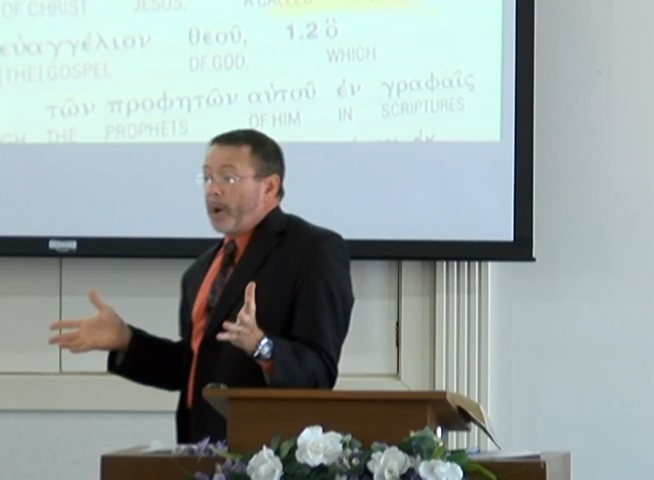 OF CHRIST JESUS, A CALLED
εὐαγγέλιον θεοῦ, 1.2 ὃ
[THE] GOSPEL OF GOD, WHICH
τῶν προφητῶν αὐτοῦ ἐν γραφαῖς
THE PROPHETS OF HIM IN SCRIPTURES